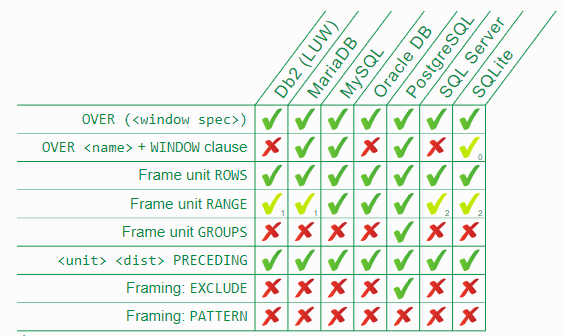 Db2 (LUW)
MariaDB
MySQL
Oracle DB
PostgreSQL
SQL Server
SQLite
OVER (<window spec>)
OVER <name> + WINDOW clause
0
Frame unit ROWS
Frame unit RANGE
1 1 2 2
Frame unit GROUPS
<unit> <dist> PRECEDING
Framing: EXCLUDE
Framing: PATTERN